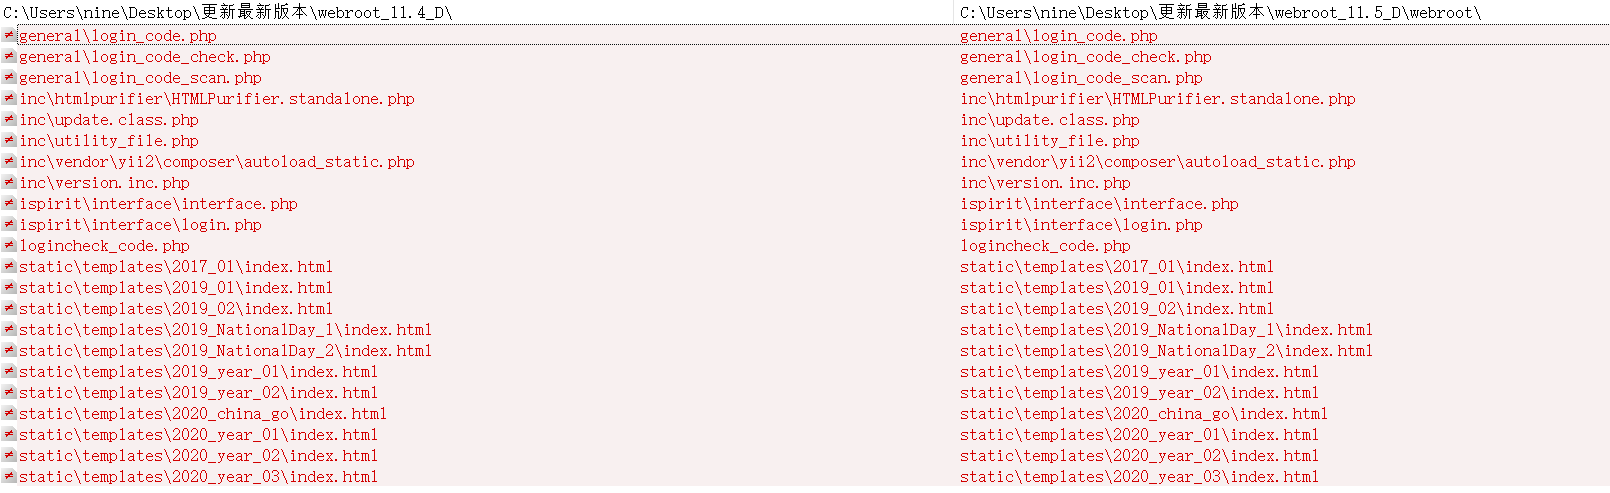 C:\Users\nine\Desktop\更新最新版本\webroot_11.4_D\ C:\Users\nine\Desktop\更新最新版本\webroot_11.5_D\webroot\
≠ general\login_code.php general\login_code.php
≠ general\login_code_check.php general\login_code_check.php
≠ general\login_code_scan.php general\login_code_scan.php
≠ inc\htmlpurifier\HTMLPurifier.standalone.php inc\htmlpurifier\HTMLPurifier.standalone.php
≠ inc\update.class.php inc\update.class.php
≠ inc\utility_file.php inc\utility_file.php
≠ inc\vendor\yii2\composer\autoload_static.php inc\vendor\yii2\composer\autoload_static.php
≠ inc\version.inc.php inc\version.inc.php
≠ ispirit\interface\interface.php ispirit\interface\interface.php
≠ ispirit\interface\login.php ispirit\interface\login.php
≠ logincheck_code.php logincheck_code.php
≠ static\templates\2017_01\index.html static\templates\2017_01\index.html
≠ static\templates\2019_01\index.html static\templates\2019_01\index.html
≠ static\templates\2019_02\index.html static\templates\2019_02\index.html
≠ static\templates\2019_NationalDay_1\index.html static\templates\2019_NationalDay_1\index.html
≠ static\templates\2019_NationalDay_2\index.html static\templates\2019_NationalDay_2\index.html
≠ static\templates\2019_year_01\index.html static\templates\2019_year_01\index.html
≠ static\templates\2019_year_02\index.html static\templates\2019_year_02\index.html
≠ static\templates\2020_china_go\index.html static\templates\2020_china_go\index.html
≠ static\templates\2020_year_01\index.html static\templates\2020_year_01\index.html
≠ static\templates\2020_year_02\index.html static\templates\2020_year_02\index.html
≠ static\templates\2020_year_03\index.html static\templates\2020_year_03\index.html